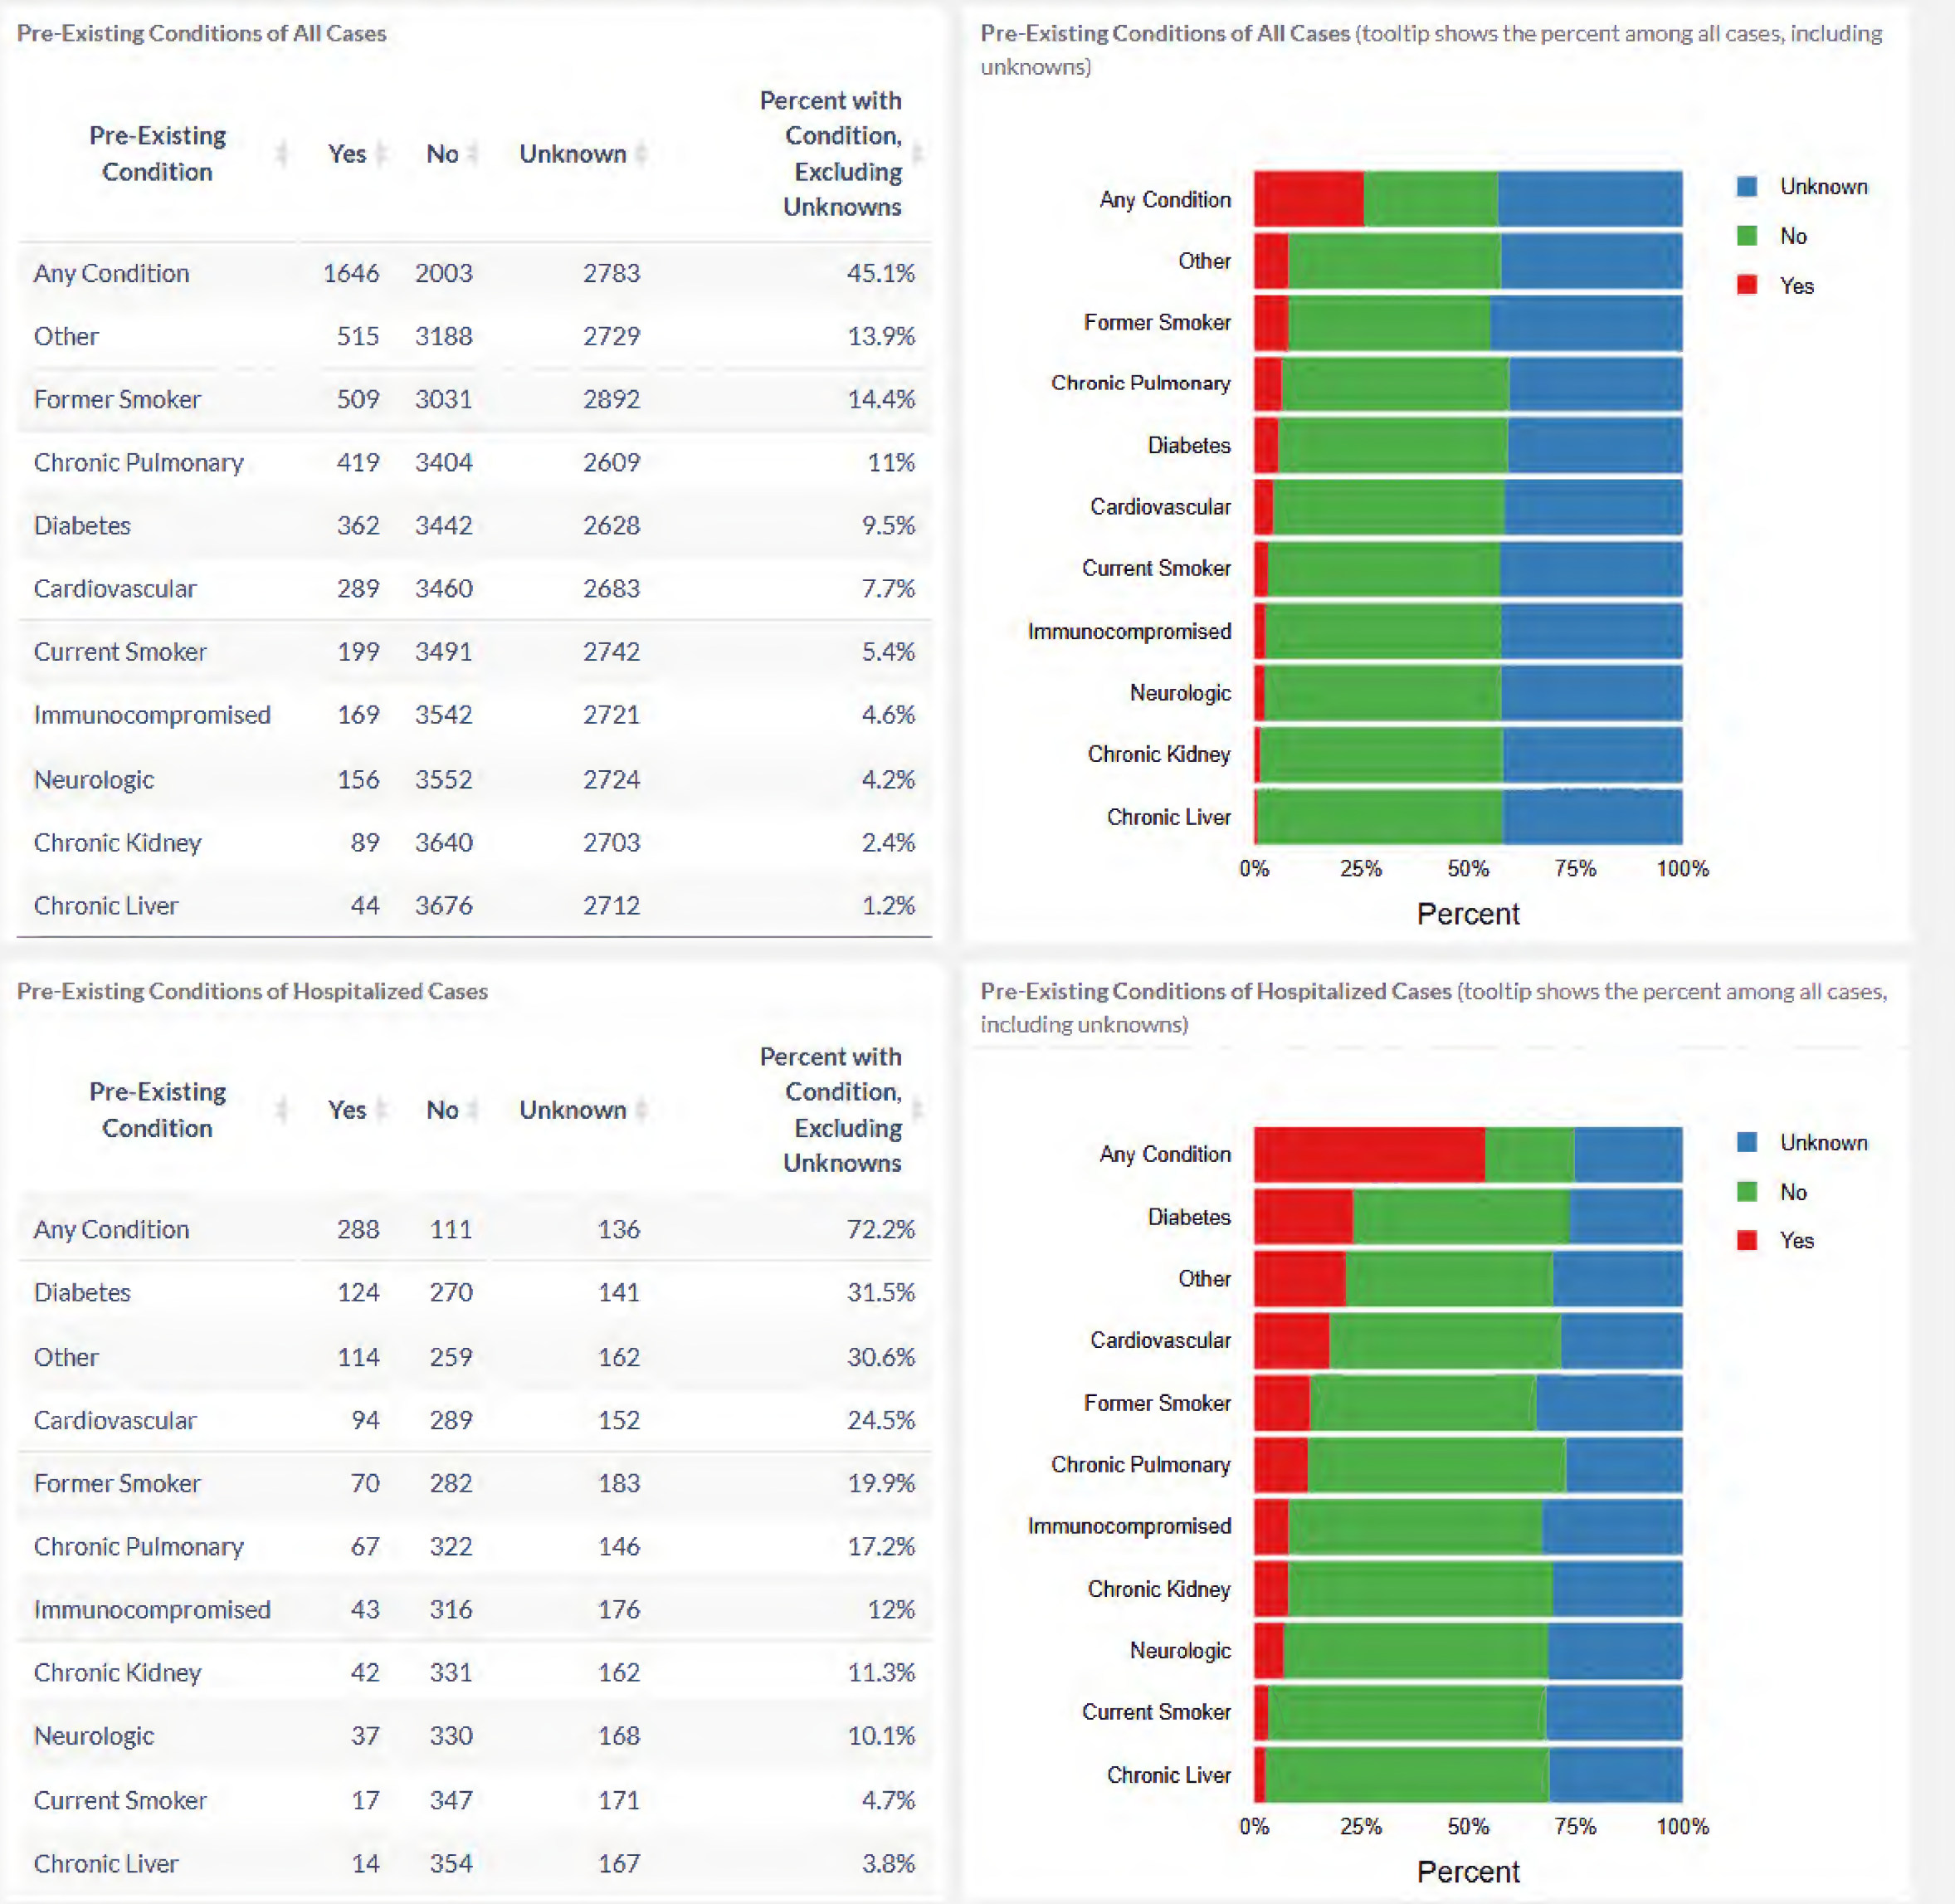 Pre-Existing Conditions of All Cases
Percent with
Condition,
Excluding
Unknowns
Pre-Existing
Condition
Yes No Unknown
Any Condition 1646 2003 2783 45.1%
Other 515 3188 2729 13.9%
Former Smoker 509 3031 2892 14.4%
Chronic Pulmonary 419 3404 2609 11%
Diabetes 362 3442 2628 9.5%
Cardiovascular 289 3460 2683 7.7%
Current Smoker 199 3491 2742 5.4%
Immunocompromised 169 3542 2721 4.6%
Neurologic 156 3552 2724 4.2%
Chronic Kidney 89 3640 2703 2.4%
Chronic Liver 44 3676 2712 1.2%
Pre-Existing Conditions of All Cases (tooltip shows the percent among all cases, including
unknowns)
Any Condition
Other
Former Smoker
Chronic Pulmonary
Diabetes
Cardiovascular
Current Smoker
Immunocompromised
Neurologic
Chronic Kidney
Chronic Liver
0% 25% 50% 75% 100%
Percent
Unknown
No
Yes
Pre-Existing Conditions of Hospitalized Cases
Percent with
Condition,
Excluding
Unknowns
Pre-Existing
Condition
Yes No Unknown
Any Condition 288 111 136 72.2%
Diabetes 124 270 141 31.5%
Other 114 259 162 30.6%
Cardiovascular 94 289 152 24.5%
Former Smoker 70 282 183 19.9%
Chronic Pulmonary 67 322 146 17.2%
Immunocompromised 43 316 176 12%
Chronic Kidney 42 331 162 11.3%
Neurologic 37 330 168 10.1%
Current Smoker 17 347 171 4.7%
Chronic Liver 14 354 167 3.8%
Pre-Existing Conditions of Hospitalized Cases (tooltip shows the percent among all cases,
including unknowns)
Any Condition
Diabetes
Other
Cardiovascular
Former Smoker
Chronic Pulmonary
Immunocompromised
Chronic Kidney
Neurologic
Current Smoker
Chronic Liver
0% 25% 50% 75% 100%
Percent
Unknown
No
Yes